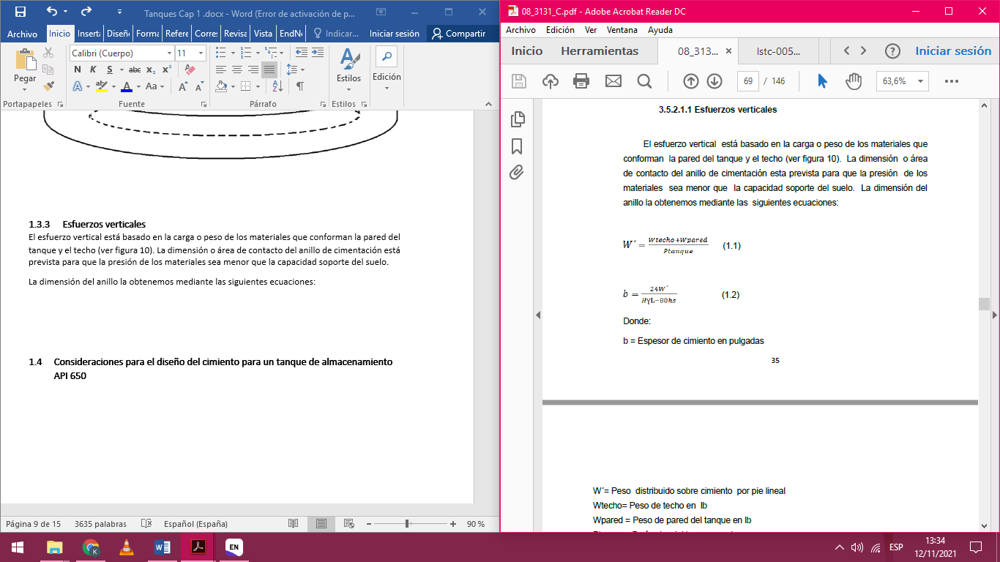 Tanques Cap 1 .docx - Word (Error de activación de p...
Archivo Inicio Inserta Diseñ Forma Refere Corres Revisa Vista EndNo Indicar... Iniciar sesión Compartir
Calibri (Cuerpo) 11
Pegar
N K S abc x₂ x²
A ab A Aa A A
Estilos
Edición
Portapapeles Fuente Párrafo Estilos
1.3.3 Esfuerzos verticales
El esfuerzo vertical está basado en la carga o peso de los materiales que conforman la pared del
tanque y el techo (ver figura 10). La dimensión o área de contacto del anillo de cimentación está
prevista para que la presión de los materiales sea menor que la capacidad soporte del suelo.
La dimensión del anillo la obtenemos mediante las siguientes ecuaciones:
1.4 Consideraciones para el diseño del cimiento para un tanque de almacenamiento
API 650
Página 9 de 15 3635 palabras Español (España) 90 %
08_3131_C.pdf - Adobe Acrobat Reader DC
Archivo Edición Ver Ventana Ayuda
Inicio Herramientas 08_313... lstc-005... Iniciar sesión
69 / 146 63,6%
3.5.2.1.1 Esfuerzos verticales
El esfuerzo vertical está basado en la carga o peso de los materiales que
conforman la pared del tanque y el techo (ver figura 10). La dimensión o área
de contacto del anillo de cimentación esta prevista para que la presión de los
materiales sea menor que la capacidad soporte del suelo. La dimensión del
anillo la obtenemos mediante las siguientes ecuaciones:
W´ = (Wtecho+Wpared)/Ptanque (1.1)
b = 24W´/(HγL−80hs) (1.2)
Donde:
b = Espesor de cimiento en pulgadas
35
W´= Peso distribuido sobre cimiento por pie lineal
Wtecho= Peso de techo en lb
Wpared = Peso de pared del tanque en lb
EN
ESP
13:34
12/11/2021